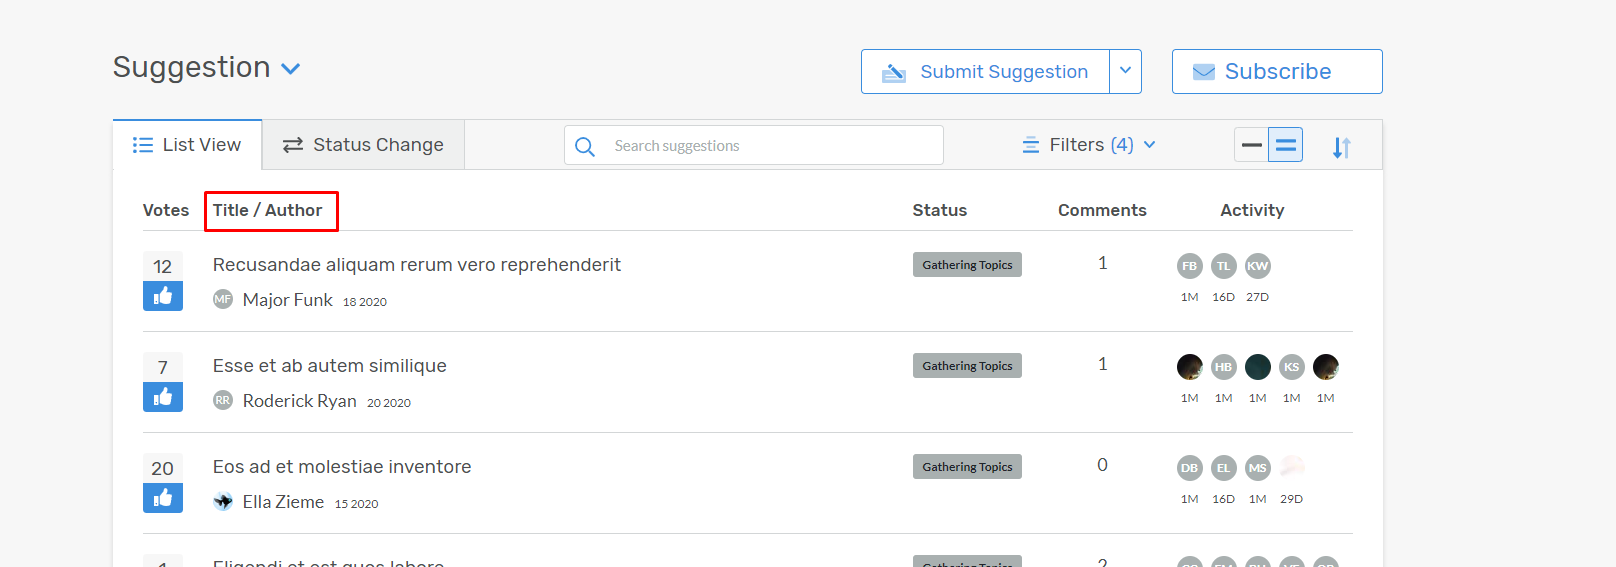 Suggestion
Submit Suggestion
Subscribe
List View
Status Change
Search suggestions
Filters (4)
Votes Title / Author Status Comments Activity
12 Recusandae aliquam rerum vero reprehenderit Gathering Topics 1 FB TL KW
MF Major Funk 18 2020 1M 16D 27D
7 Esse et ab autem similique Gathering Topics 1 HB KS
RR Roderick Ryan 20 2020 1M 1M 1M 1M 1M
20 Eos ad et molestiae inventore Gathering Topics 0 DB EL MS
Ella Zieme 15 2020 1M 16D 1M 29D
Gathering Topics 2